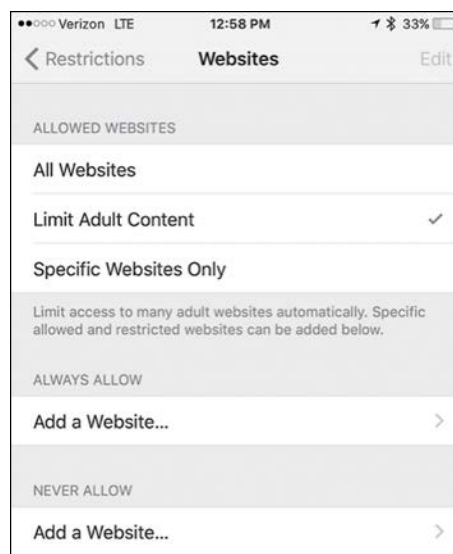 Verizon LTE 12:58 PM 33%
Restrictions Websites Edit
ALLOWED WEBSITES
All Websites
Limit Adult Content
Specific Websites Only
Limit access to many adult websites automatically. Specific
allowed and restricted websites can be added below.
ALWAYS ALLOW
Add a Website...
NEVER ALLOW
Add a Website...